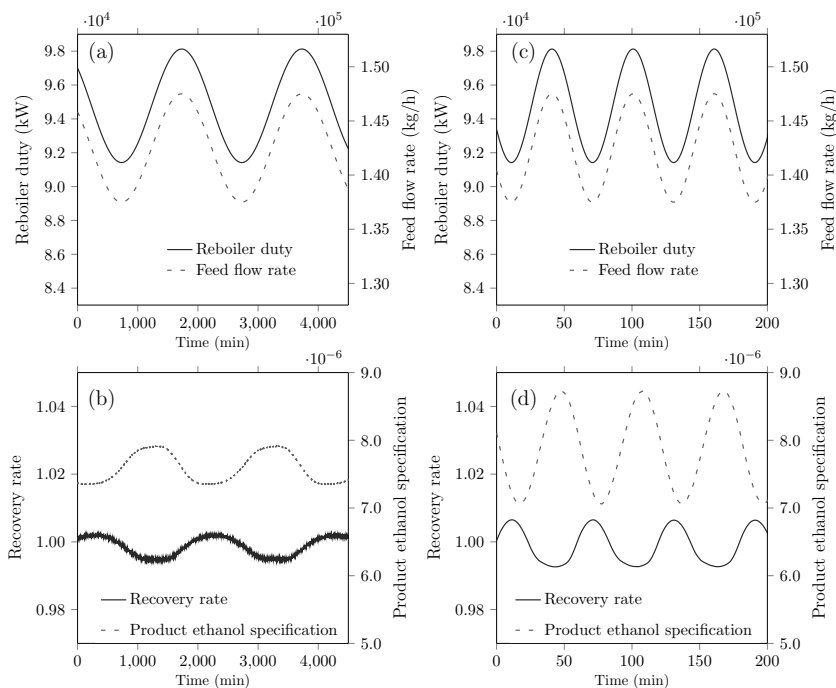 ·10^4
·10^5
(a)
9.8
9.6
9.4
9.2
9.0
8.8
8.6
8.4
Reboiler duty (kW)
1.50
1.45
1.40
1.35
1.30
Feed flow rate (kg/h)
Reboiler duty
Feed flow rate
0
1,000
2,000
3,000
4,000
Time (min)
·10^4
·10^5
(c)
9.8
9.6
9.4
9.2
9.0
8.8
8.6
8.4
Reboiler duty (kW)
1.50
1.45
1.40
1.35
1.30
Feed flow rate (kg/h)
Reboiler duty
Feed flow rate
0
50
100
150
200
Time (min)
·10^-6
(b)
1.04
1.02
1.00
0.98
Recovery rate
9.0
8.0
7.0
6.0
5.0
Product ethanol specification
Recovery rate
Product ethanol specification
0
1,000
2,000
3,000
4,000
Time (min)
·10^-6
(d)
1.04
1.02
1.00
0.98
Recovery rate
9.0
8.0
7.0
6.0
5.0
Product ethanol specification
Recovery rate
Product ethanol specification
0
50
100
150
200
Time (min)